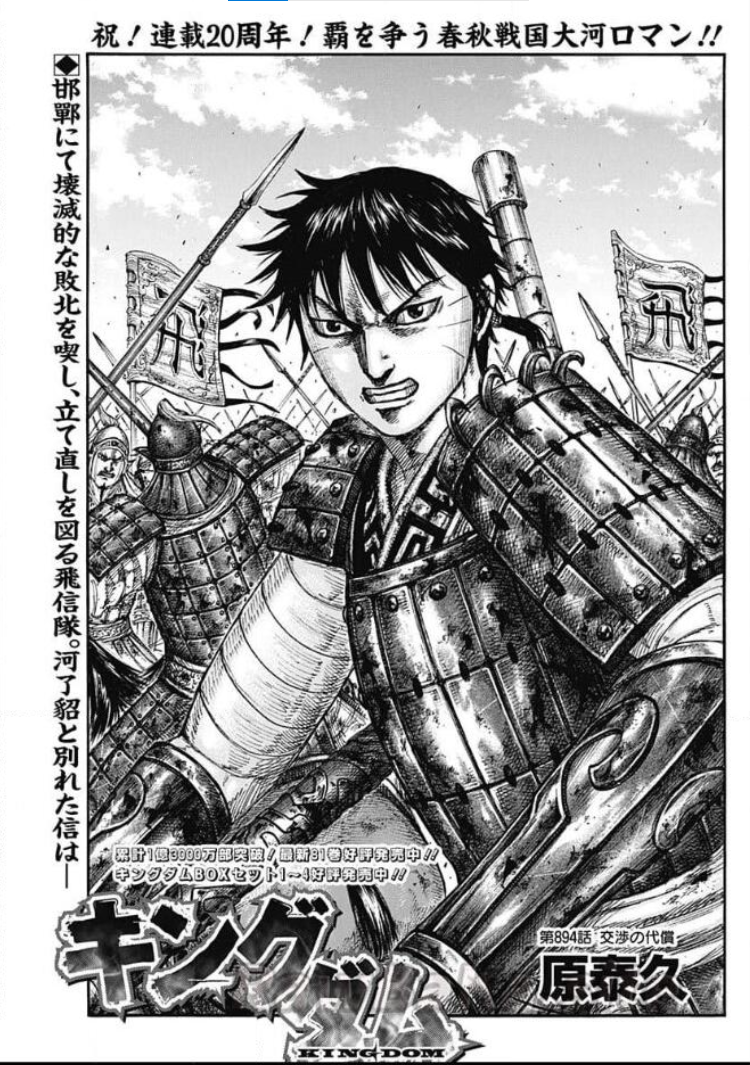 祝!連載20周年!覇を争う春秋戦国大河ロマン!!
◆邯鄲にて壊滅的な敗北を喫し、立て直しを図る飛信隊。河了貂と別れた信は―
飛
飛
累計1億3000万部突破!最新81巻好評発売中!!
キングダムBOXセット1~4好評発売中!!
キングダム
KINGDOM
第894話 交渉の代償
原泰久